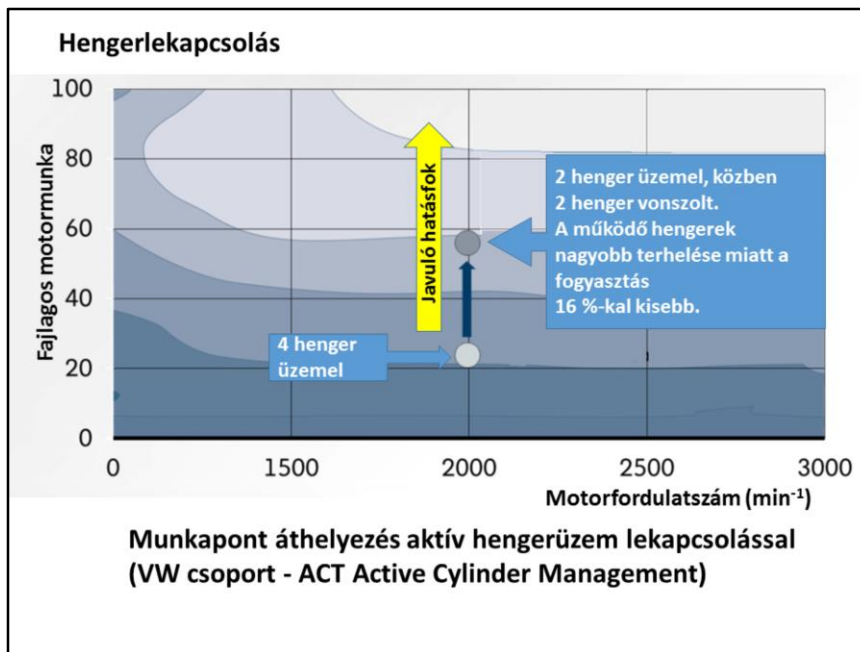 Hengerlekapcsolás
Fajlagos motormunka
100
80
60
40
20
0
Javuló hatásfok
2 henger üzemel, közben
2 henger vonszolt.
A működő hengerek
nagyobb terhelése miatt a
fogyasztás
16 %-kal kisebb.
4 henger
üzemel
0 1500 2000 2500 3000
Motorfordulatszám (min⁻¹)
Munkapont áthelyezés aktív hengerüzem lekapcsolással
(VW csoport - ACT Active Cylinder Management)